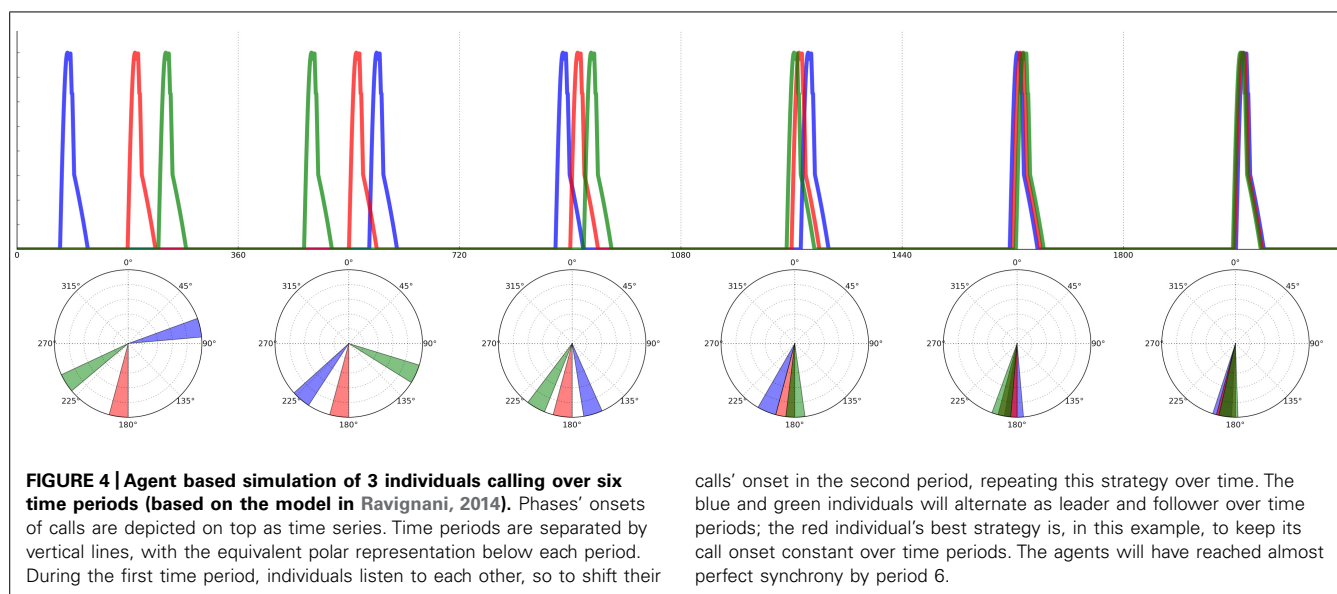 0 360 720 1080 1440 1800
0° 0° 0° 0° 0° 0°
315° 45° 315° 45° 315° 45° 315° 45° 315° 45° 315° 45°
270° 90° 270° 90° 270° 90° 270° 90° 270° 90° 270° 90°
225° 135° 225° 135° 225° 135° 225° 135° 225° 135° 225° 135°
180° 180° 180° 180° 180° 180°
FIGURE 4 | Agent based simulation of 3 individuals calling over six
time periods (based on the model in Ravignani, 2014). Phases’ onsets
of calls are depicted on top as time series. Time periods are separated by
vertical lines, with the equivalent polar representation below each period.
During the first time period, individuals listen to each other, so to shift their
calls’ onset in the second period, repeating this strategy over time. The
blue and green individuals will alternate as leader and follower over time
periods; the red individual’s best strategy is, in this example, to keep its
call onset constant over time periods. The agents will have reached almost
perfect synchrony by period 6.